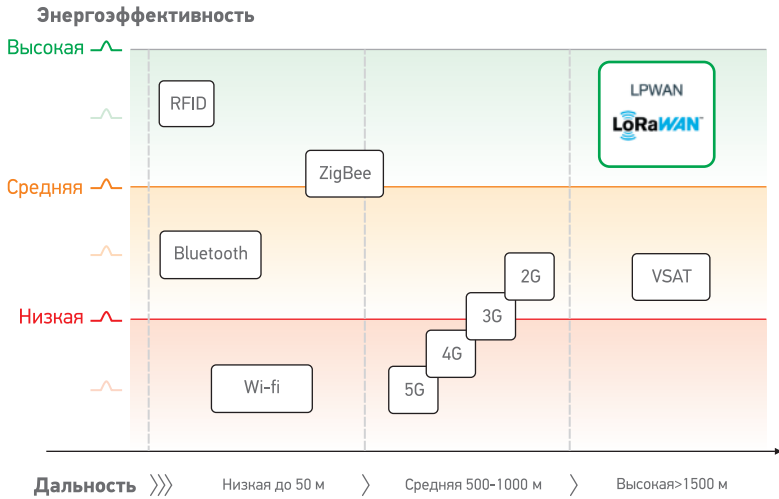 Энергоэффективность
Высокая
RFID
LPWAN
LoRaWAN™
ZigBee
Средняя
Bluetooth
2G
VSAT
Низкая
3G
4G
Wi-fi
5G
Дальность
Низкая до 50 м
Средняя 500-1000 м
Высокая>1500 м